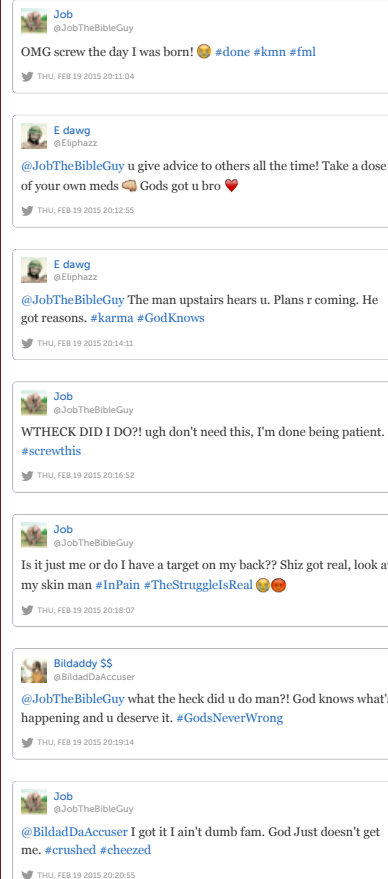 Job
@JobTheBibleGuy
OMG screw the day I was born! 😭 #done #kmn #fml
THU, FEB 19 2015 20:11:04
E dawg
@Eliphazz
@JobTheBibleGuy u give advice to others all the time! Take a dose
of your own meds 👊 Gods got u bro ❤️
THU, FEB 19 2015 20:12:55
E dawg
@Eliphazz
@JobTheBibleGuy The man upstairs hears u. Plans r coming. He
got reasons. #karma #GodKnows
THU, FEB 19 2015 20:14:11
Job
@JobTheBibleGuy
WTHECK DID I DO?! ugh don't need this, I'm done being patient.
#screwthis
THU, FEB 19 2015 20:16:52
Job
@JobTheBibleGuy
Is it just me or do I have a target on my back?? Shiz got real, look a
my skin man #InPain #TheStruggleIsReal 😭😡
THU, FEB 19 2015 20:18:07
Bildaddy $$
@BildadDaAccuser
@JobTheBibleGuy what the heck did u do man?! God knows what's
happening and u deserve it. #GodsNeverWrong
THU, FEB 19 2015 20:19:14
Job
@JobTheBibleGuy
@BildadDaAccuser I got it I ain't dumb fam. God Just doesn't get
me. #crushed #cheezed
THU, FEB 19 2015 20:20:55